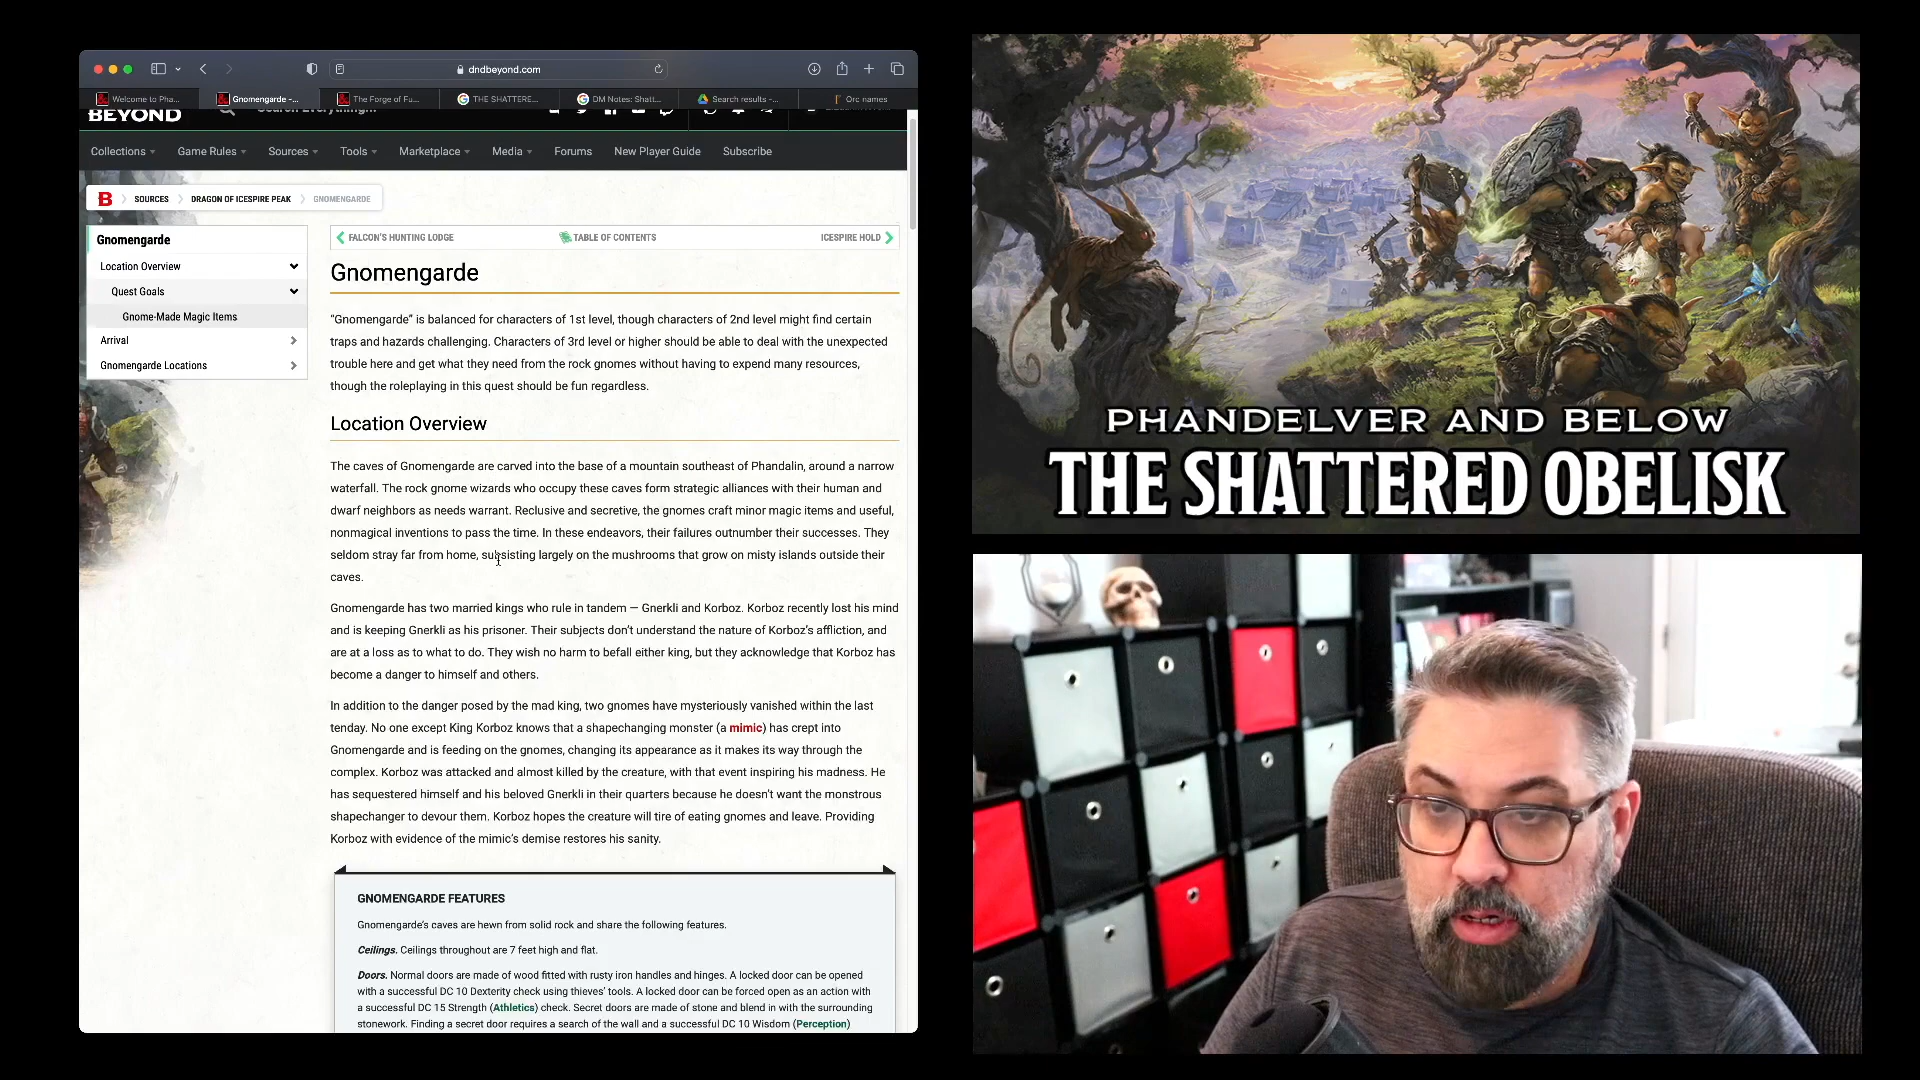 dndbeyond.com
Welcome to Pha...
Gnomengarde -...
The Forge of Fu...
THE SHATTERE...
DM Notes: Shatt...
Search results -...
Orc names
BEYOND
Search Everything...
Collections
Game Rules
Sources
Tools
Marketplace
Media
Forums
New Player Guide
Subscribe
B
SOURCES
DRAGON OF ICESPIRE PEAK
GNOMENGARDE
Gnomengarde
Location Overview
Quest Goals
Gnome-Made Magic Items
Arrival
Gnomengarde Locations
FALCON'S HUNTING LODGE
TABLE OF CONTENTS
ICESPIRE HOLD
Gnomengarde
“Gnomengarde” is balanced for characters of 1st level, though characters of 2nd level might find certain
traps and hazards challenging. Characters of 3rd level or higher should be able to deal with the unexpected
trouble here and get what they need from the rock gnomes without having to expend many resources,
though the roleplaying in this quest should be fun regardless.
Location Overview
The caves of Gnomengarde are carved into the base of a mountain southeast of Phandalin, around a narrow
waterfall. The rock gnome wizards who occupy these caves form strategic alliances with their human and
dwarf neighbors as needs warrant. Reclusive and secretive, the gnomes craft minor magic items and useful,
nonmagical inventions to pass the time. In these endeavors, their failures outnumber their successes. They
seldom stray far from home, subsisting largely on the mushrooms that grow on misty islands outside their
caves.
Gnomengarde has two married kings who rule in tandem — Gnerkli and Korboz. Korboz recently lost his mind
and is keeping Gnerkli as his prisoner. Their subjects don’t understand the nature of Korboz’s affliction, and
are at a loss as to what to do. They wish no harm to befall either king, but they acknowledge that Korboz has
become a danger to himself and others.
In addition to the danger posed by the mad king, two gnomes have mysteriously vanished within the last
tenday. No one except King Korboz knows that a shapechanging monster (a mimic) has crept into
Gnomengarde and is feeding on the gnomes, changing its appearance as it makes its way through the
complex. Korboz was attacked and almost killed by the creature, with that event inspiring his madness. He
has sequestered himself and his beloved Gnerkli in their quarters because he doesn’t want the monstrous
shapechanger to devour them. Korboz hopes the creature will tire of eating gnomes and leave. Providing
Korboz with evidence of the mimic’s demise restores his sanity.
GNOMENGARDE FEATURES
Gnomengarde’s caves are hewn from solid rock and share the following features.
Ceilings. Ceilings throughout are 7 feet high and flat.
Doors. Normal doors are made of wood fitted with rusty iron handles and hinges. A locked door can be opened
with a successful DC 10 Dexterity check using thieves’ tools. A locked door can be forced open as an action with
a successful DC 15 Strength (Athletics) check. Secret doors are made of stone and blend in with the surrounding
stonework. Finding a secret door requires a search of the wall and a successful DC 10 Wisdom (Perception)
PHANDELVER AND BELOW
THE SHATTERED OBELISK